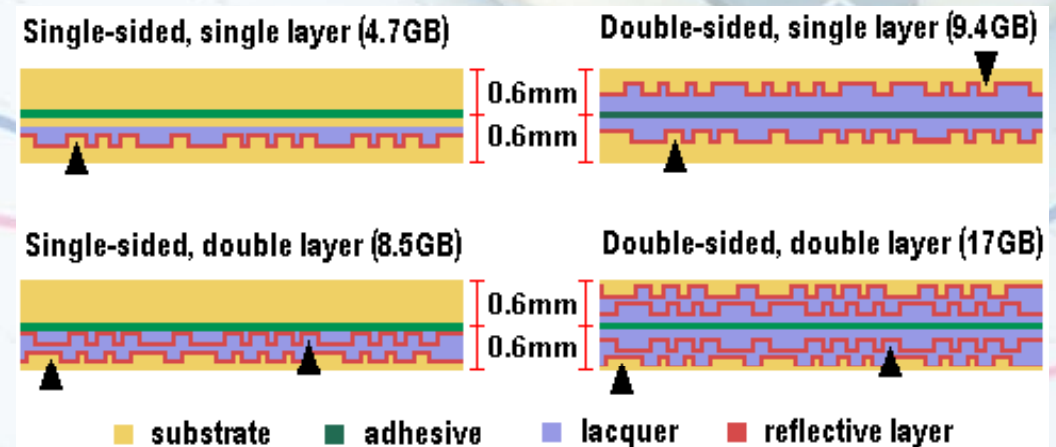 Single-sided, single layer (4.7GB)
Double-sided, single layer (9.4GB)
0.6mm
0.6mm
Single-sided, double layer (8.5GB)
Double-sided, double layer (17GB)
0.6mm
0.6mm
substrate adhesive lacquer reflective layer